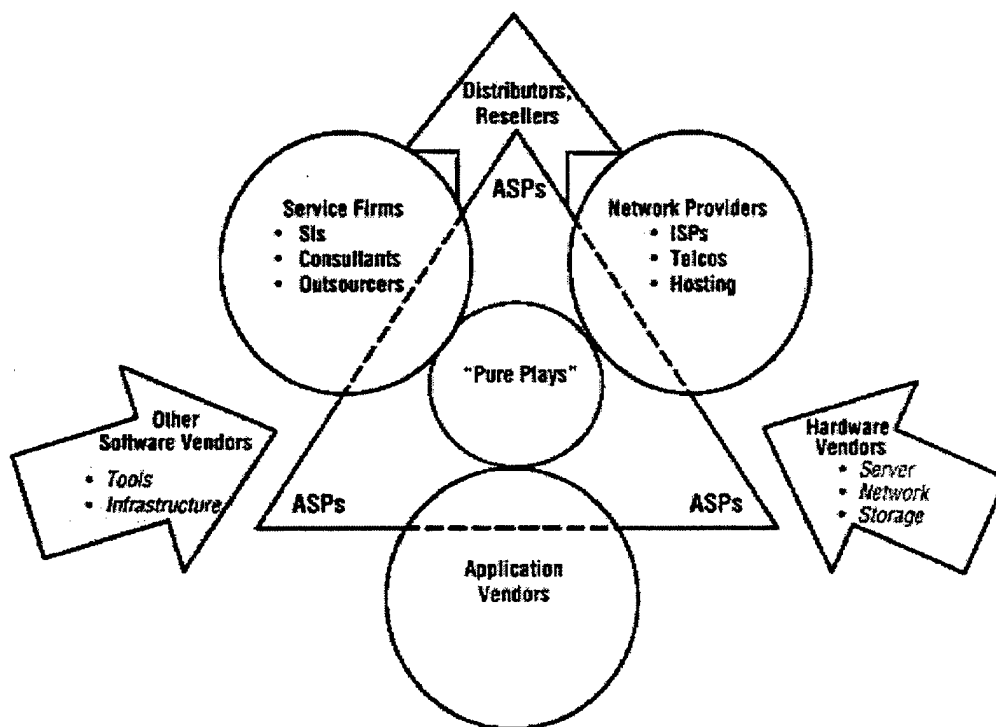 Distributors,
Resellers
ASPs
Service Firms
• SIs
• Consultants
• Outsourcers
Network Providers
• ISPs
• Telcos
• Hosting
"Pure Plays"
Other
Software Vendors
• Tools
• Infrastructure
Hardware
Vendors
• Server
• Network
• Storage
ASPs
ASPs
Application
Vendors